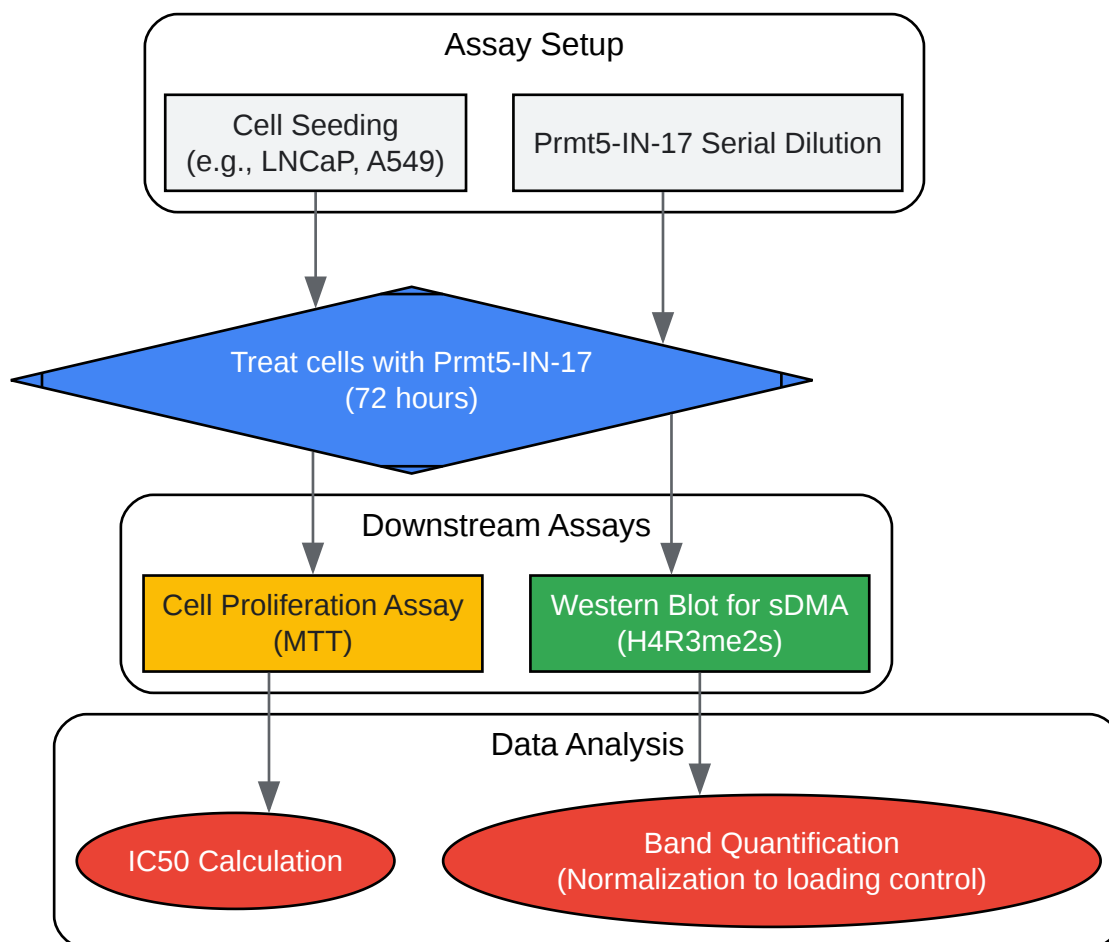 Assay Setup
Cell Seeding
(e.g., LNCaP, A549)
Prmt5-IN-17 Serial Dilution
Treat cells with Prmt5-IN-17
(72 hours)
Downstream Assays
Cell Proliferation Assay
(MTT)
Western Blot for sDMA
(H4R3me2s)
Data Analysis
IC50 Calculation
Band Quantification
(Normalization to loading control)